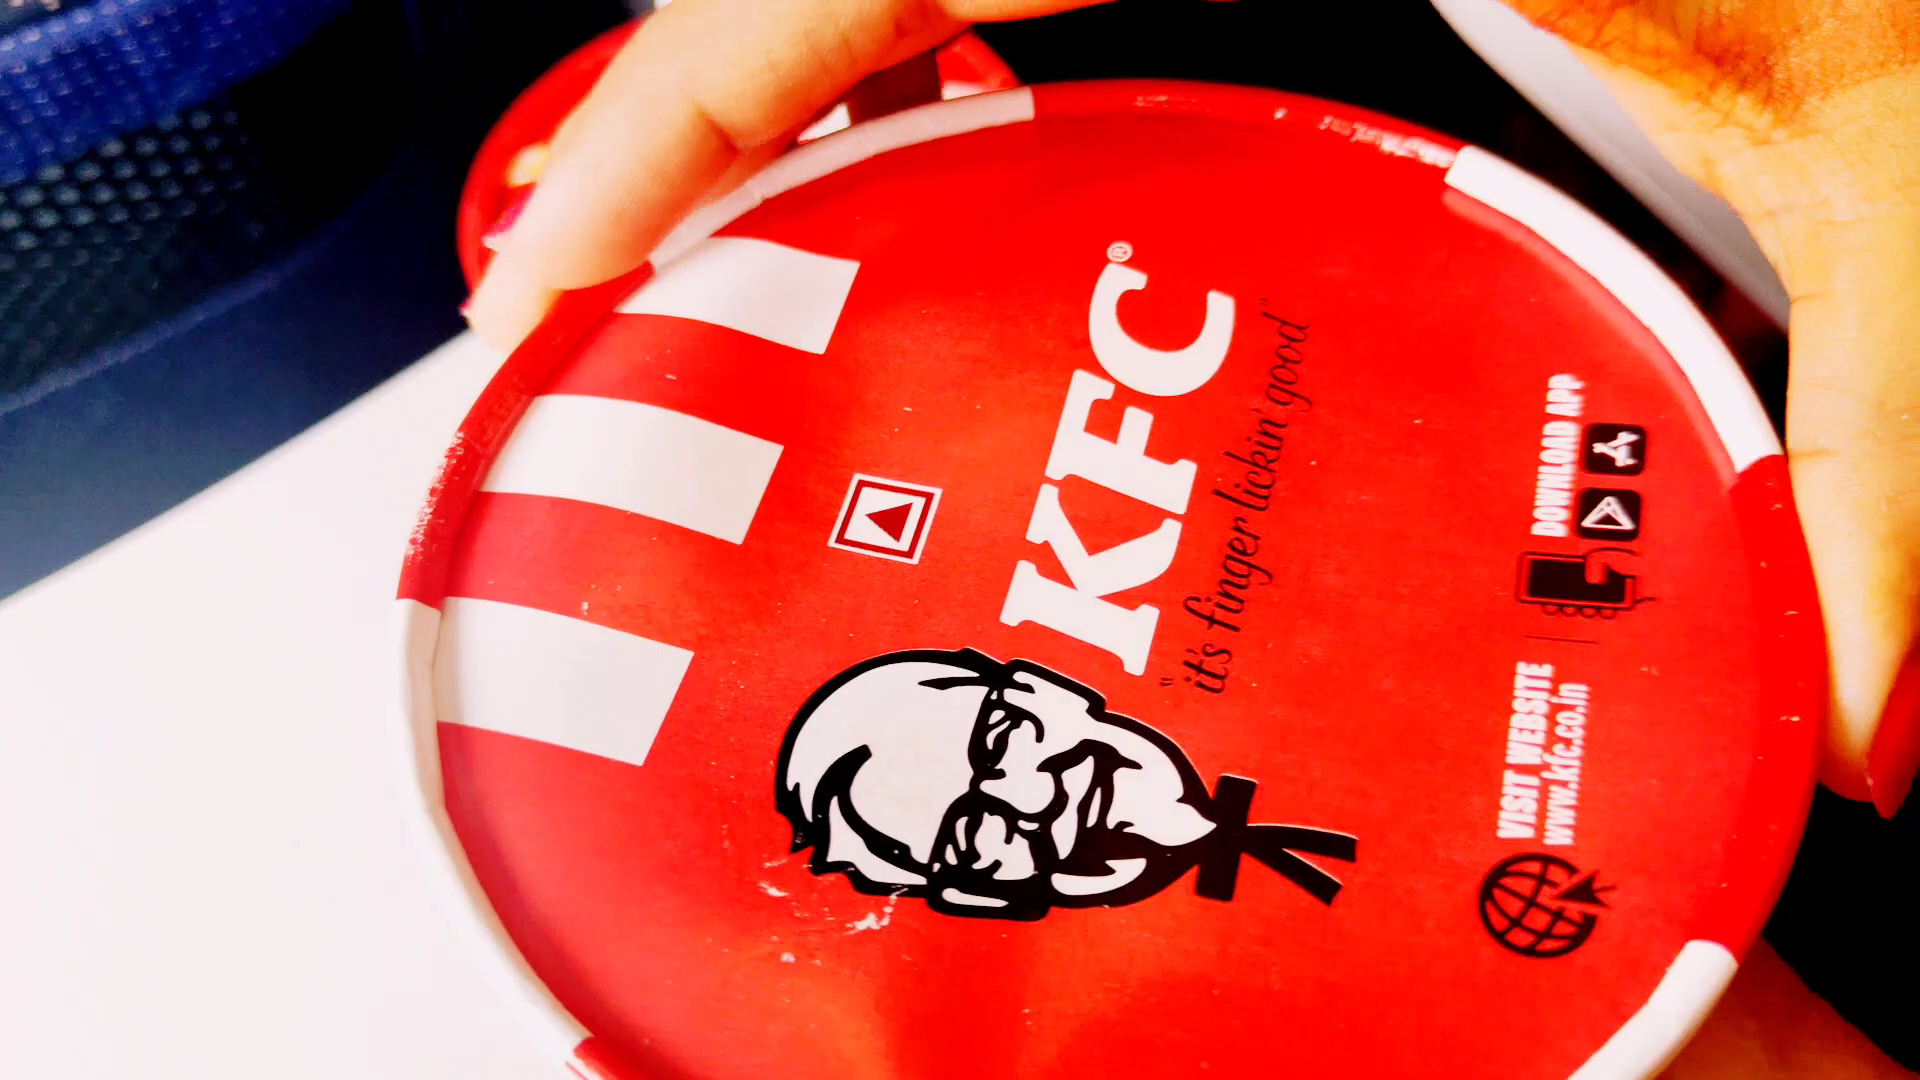 KFC®
"it's finger lickin' good"
VISIT WEBSITE
www.kfc.co.in
DOWNLOAD APP